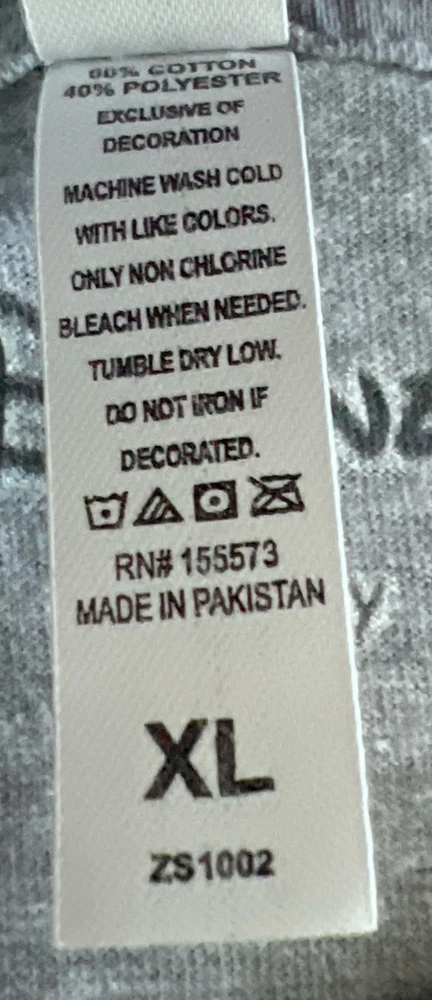 60% COTTON
40% POLYESTER
EXCLUSIVE OF
DECORATION
MACHINE WASH COLD
WITH LIKE COLORS.
ONLY NON CHLORINE
BLEACH WHEN NEEDED.
TUMBLE DRY LOW.
DO NOT IRON IF
DECORATED.
RN# 155573
MADE IN PAKISTAN
XL
ZS1002